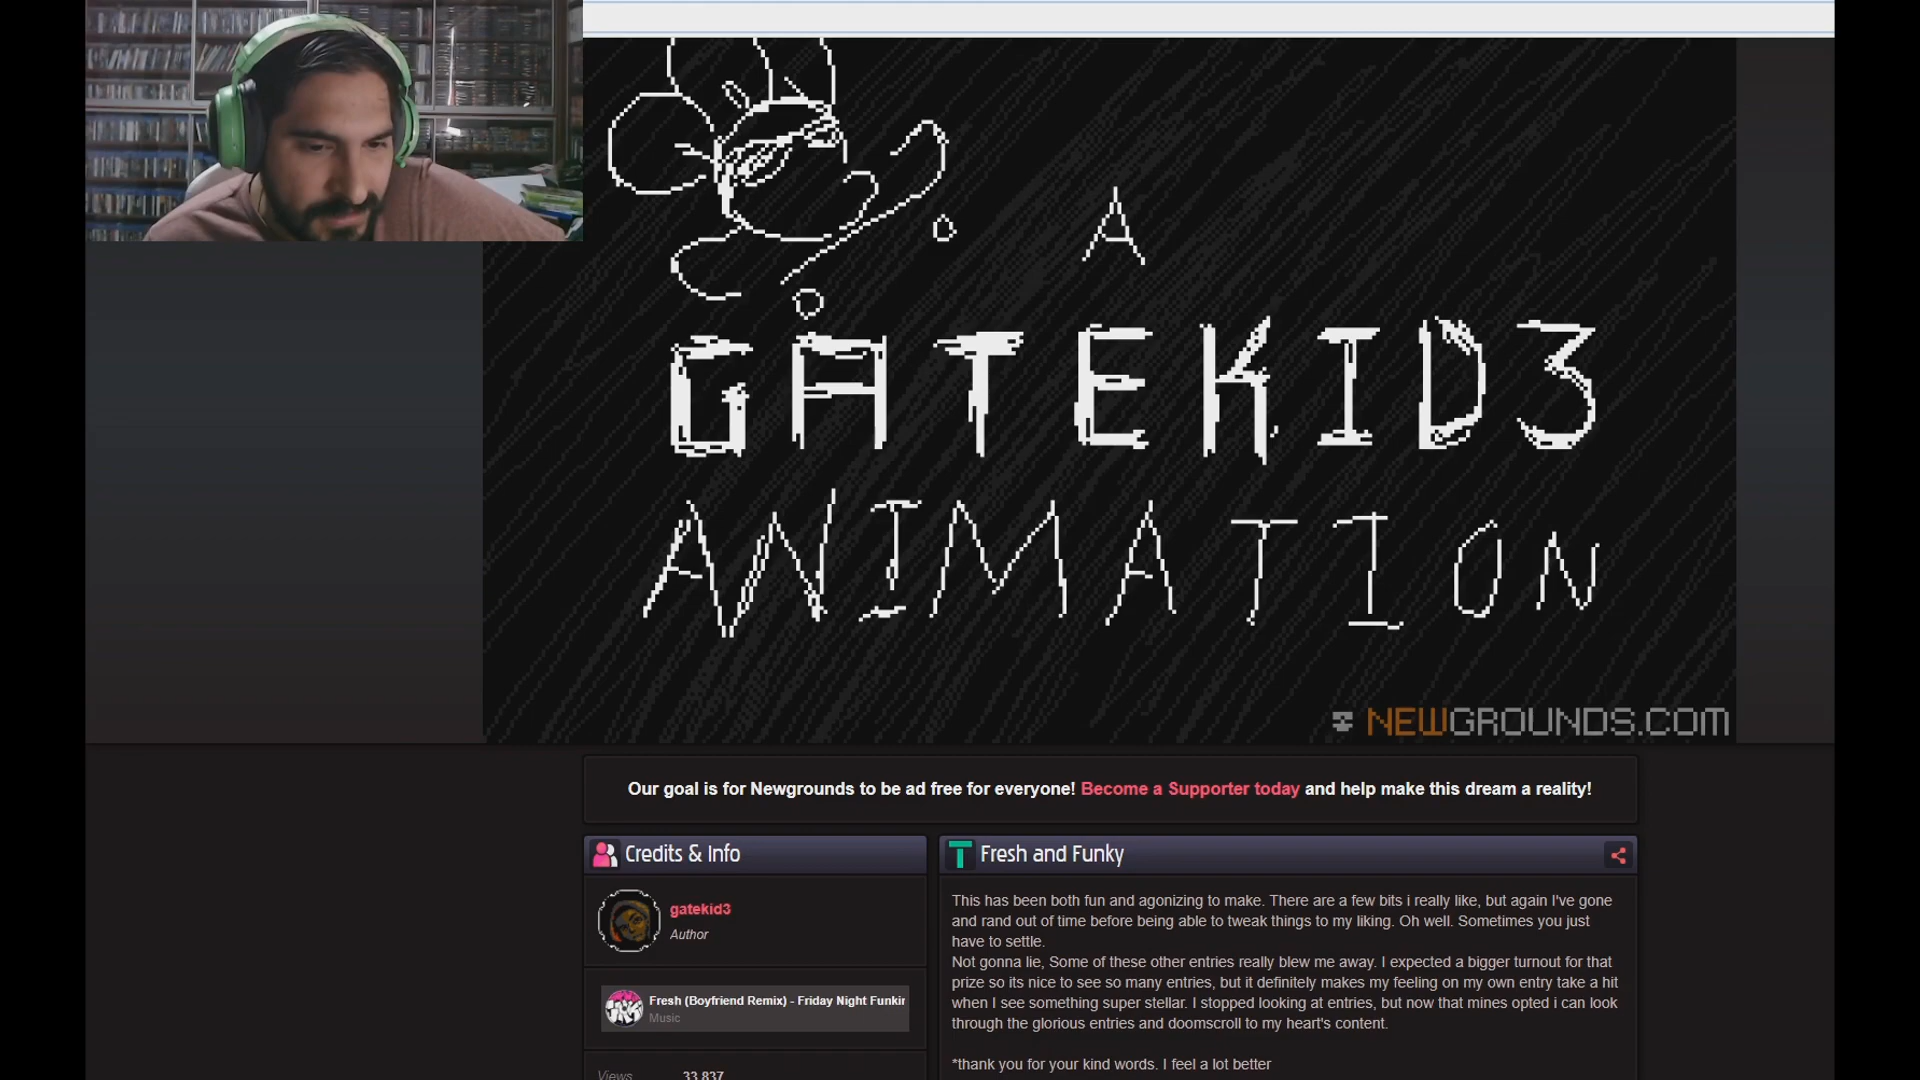 A
GATEKID3
ANIMATION
NEWGROUNDS.COM
Our goal is for Newgrounds to be ad free for everyone! Become a Supporter today and help make this dream a reality!
Credits & Info
gatekid3
Author
Fresh (Boyfriend Remix) - Friday Night Funkin
Music
Views 33,837
Fresh and Funky
This has been both fun and agonizing to make. There are a few bits i really like, but again I've gone
and rand out of time before being able to tweak things to my liking. Oh well. Sometimes you just
have to settle.
Not gonna lie, Some of these other entries really blew me away. I expected a bigger turnout for that
prize so its nice to see so many entries, but it definitely makes my feeling on my own entry take a hit
when I see something super stellar. I stopped looking at entries, but now that mines opted i can look
through the glorious entries and doomscroll to my heart's content.
*thank you for your kind words. I feel a lot better